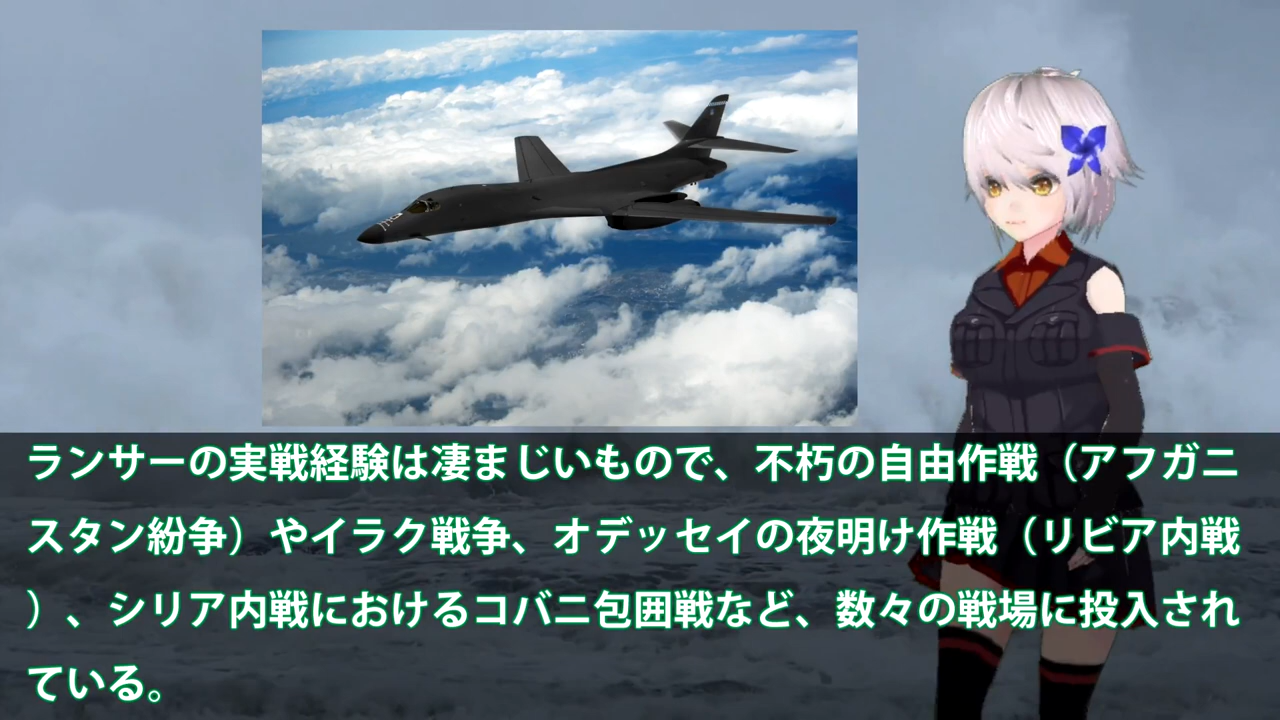 ランサーの実戦経験は凄まじいもので、不朽の自由作戦（アフガニ
スタン紛争）やイラク戦争、オデッセイの夜明け作戦（リビア内戦
）、シリア内戦におけるコバニ包囲戦など、数々の戦場に投入され
ている。